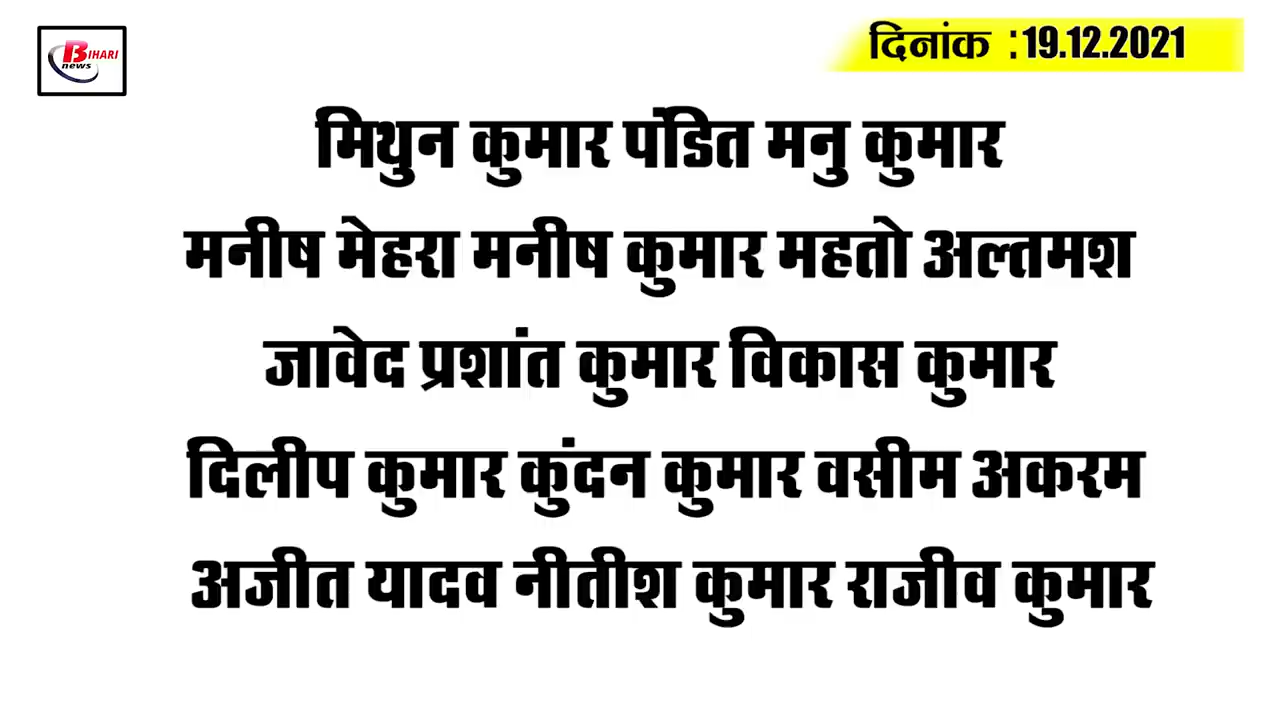 BIHARI
news
दिनांक :19.12.2021
मिथुन कुमार पंडित मनु कुमार
मनीष मेहरा मनीष कुमार महतो अल्तमश
जावेद प्रशांत कुमार विकास कुमार
दिलीप कुमार कुंदन कुमार वसीम अकरम
अजीत यादव नीतीश कुमार राजीव कुमार